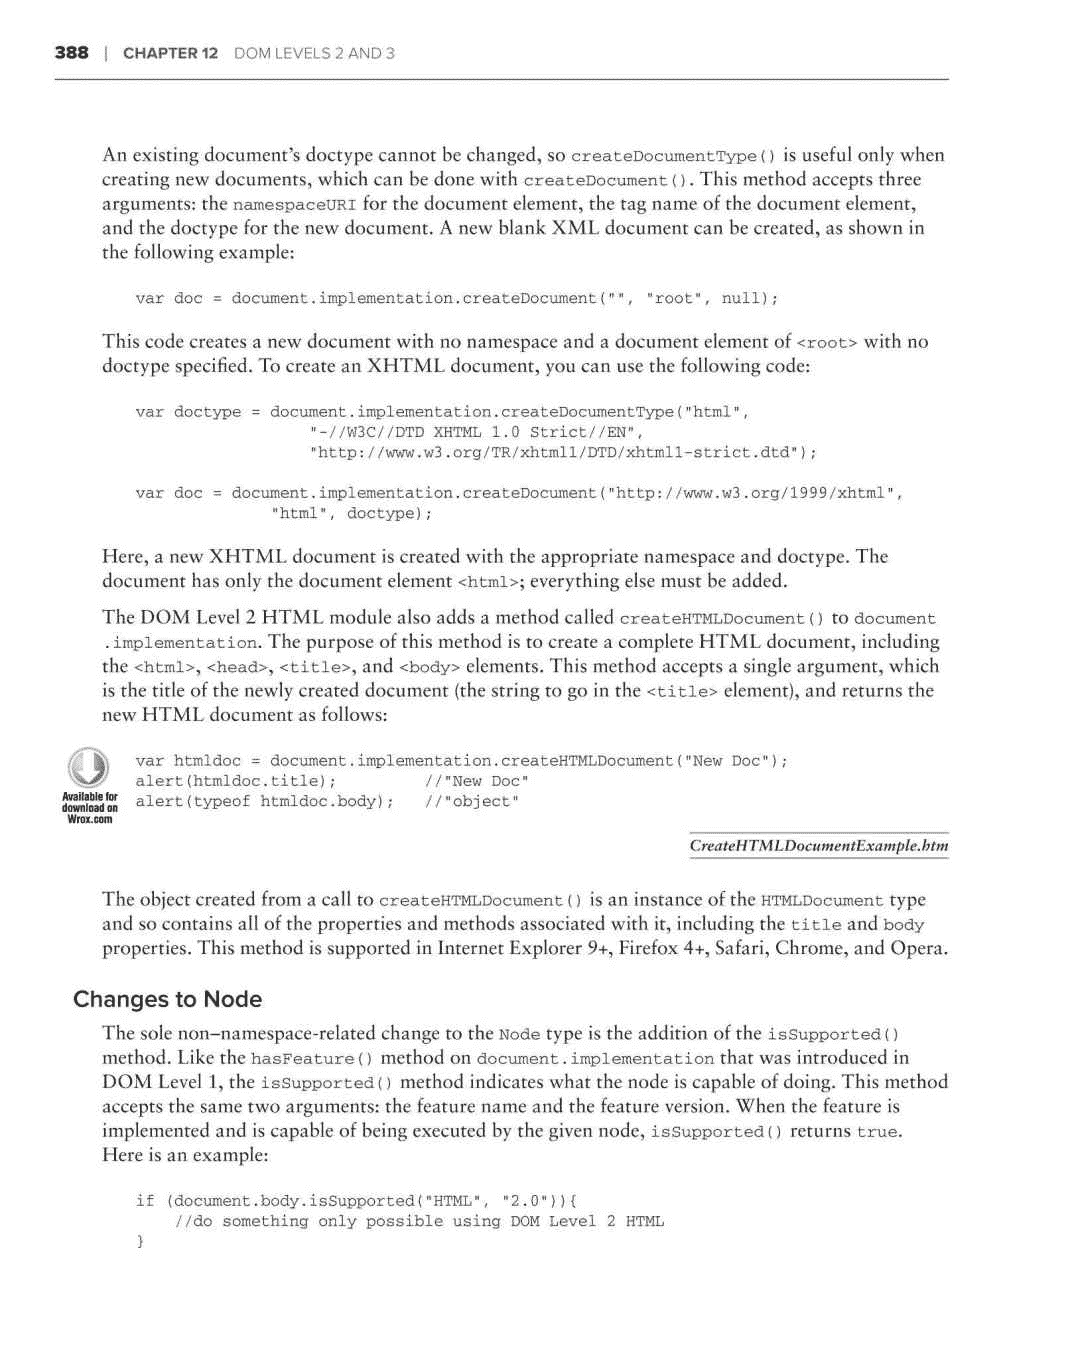 388 | CHAPTER 12 DOM LEVELS 2 AND 3
An existing document's doctype cannot be changed, so createDocumentType() is useful only when
creating new documents, which can be done with createDocument(). This method accepts three
arguments: the namespaceURI for the document element, the tag name of the document element,
and the doctype for the new document. A new blank XML document can be created, as shown in
the following example:
var doc = document.implementation.createDocument("", "root", null);
This code creates a new document with no namespace and a document element of <root> with no
doctype specified. To create an XHTML document, you can use the following code:
var doctype = document.implementation.createDocumentType("html",
"-//W3C//DTD XHTML 1.0 Strict//EN",
"http://www.w3.org/TR/xhtml1/DTD/xhtml1-strict.dtd");
var doc = document.implementation.createDocument("http://www.w3.org/1999/xhtml",
"html", doctype);
Here, a new XHTML document is created with the appropriate namespace and doctype. The
document has only the document element <html>; everything else must be added.
The DOM Level 2 HTML module also adds a method called createHTMLDocument() to document
.implementation. The purpose of this method is to create a complete HTML document, including
the <html>, <head>, <title>, and <body> elements. This method accepts a single argument, which
is the title of the newly created document (the string to go in the <title> element), and returns the
new HTML document as follows:
var htmldoc = document.implementation.createHTMLDocument("New Doc");
alert(htmldoc.title); //"New Doc"
alert(typeof htmldoc.body); //"object"
Available for
download on
Wrox.com
CreateHTMLDocumentExample.htm
The object created from a call to createHTMLDocument() is an instance of the HTMLDocument type
and so contains all of the properties and methods associated with it, including the title and body
properties. This method is supported in Internet Explorer 9+, Firefox 4+, Safari, Chrome, and Opera.
Changes to Node
The sole non–namespace-related change to the Node type is the addition of the isSupported()
method. Like the hasFeature() method on document.implementation that was introduced in
DOM Level 1, the isSupported() method indicates what the node is capable of doing. This method
accepts the same two arguments: the feature name and the feature version. When the feature is
implemented and is capable of being executed by the given node, isSupported() returns true.
Here is an example:
if (document.body.isSupported("HTML", "2.0")){
//do something only possible using DOM Level 2 HTML
}